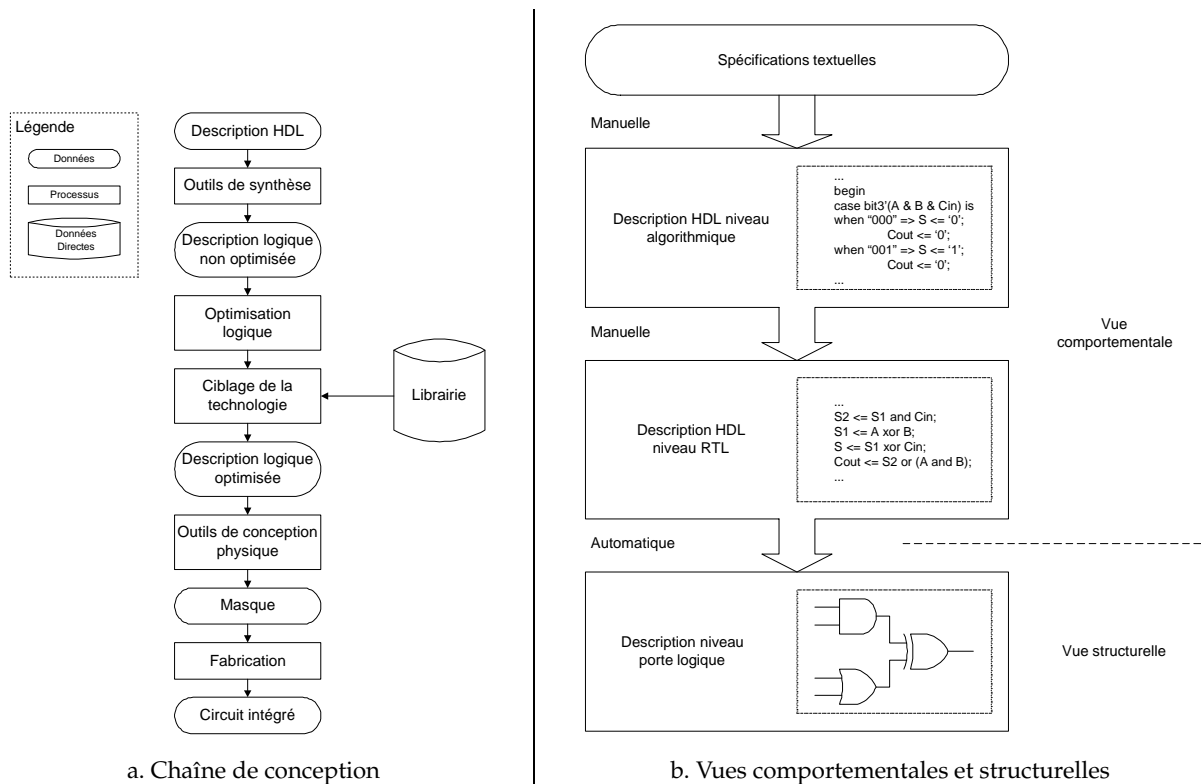 Légende
Données
Processus
Données
Directes
Description HDL
Outils de synthèse
Description logique
non optimisée
Optimisation
logique
Ciblage de la
technologie
Librairie
Description logique
optimisée
Outils de conception
physique
Masque
Fabrication
Circuit intégré
a. Chaîne de conception
Spécifications textuelles
Manuelle
Description HDL niveau
algorithmique
...
begin
case bit3'(A & B & Cin) is
when “000” => S <= ‘0’;
Cout <= ‘0’;
when “001” => S <= ‘1’;
Cout <= ‘0’;
...
Manuelle
Vue
comportementale
Description HDL
niveau RTL
...
S2 <= S1 and Cin;
S1 <= A xor B;
S <= S1 xor Cin;
Cout <= S2 or (A and B);
...
Automatique
Description niveau
porte logique
Vue structurelle
b. Vues comportementales et structurelles